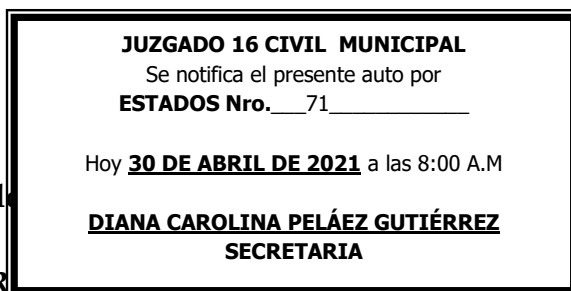 JUZGADO 16 CIVIL MUNICIPAL
Se notifica el presente auto por
ESTADOS Nro.___71____________
Hoy 30 DE ABRIL DE 2021 a las 8:00 A.M
DIANA CAROLINA PELÁEZ GUTIÉRREZ
SECRETARIA